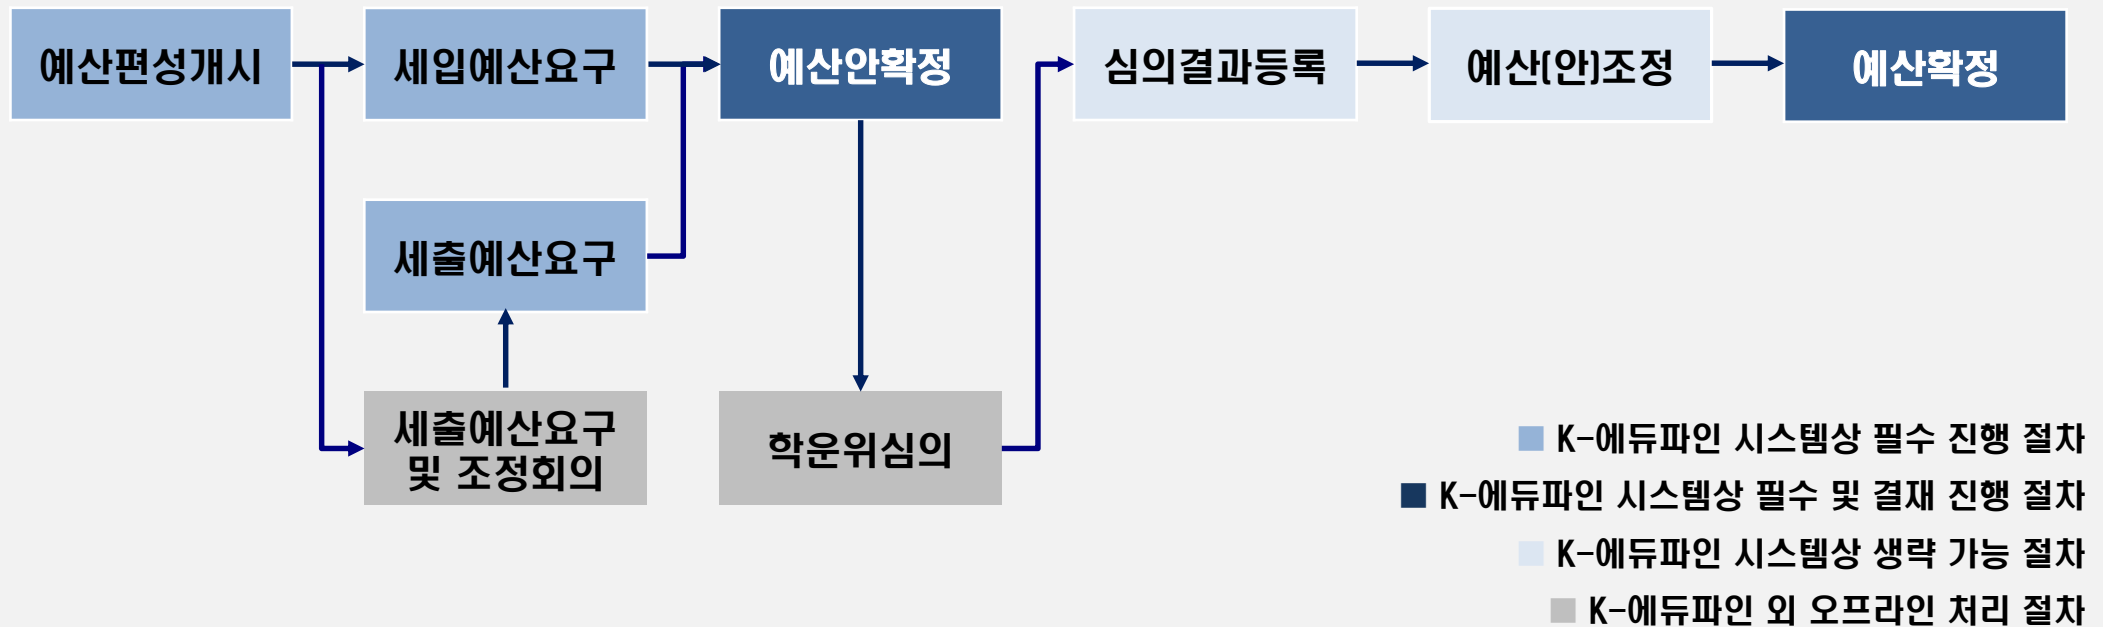 예산편성개시
세입예산요구
예산안확정
심의결과등록
예산(안)조정
예산확정
세출예산요구
세출예산요구
및 조정회의
학운위심의
K-에듀파인 시스템상 필수 진행 절차
K-에듀파인 시스템상 필수 및 결재 진행 절차
K-에듀파인 시스템상 생략 가능 절차
K-에듀파인 외 오프라인 처리 절차